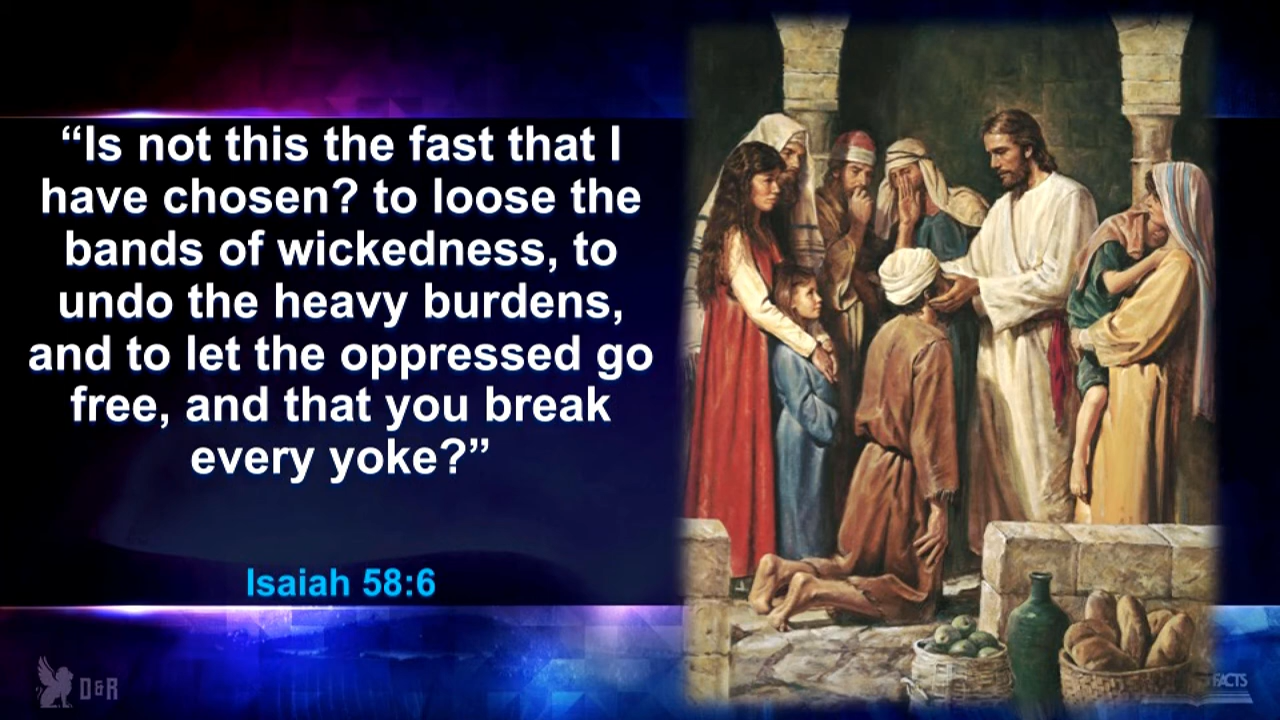 “Is not this the fast that I
have chosen? to loose the
bands of wickedness, to
undo the heavy burdens,
and to let the oppressed go
free, and that you break
every yoke?”
Isaiah 58:6
D&R
FACTS